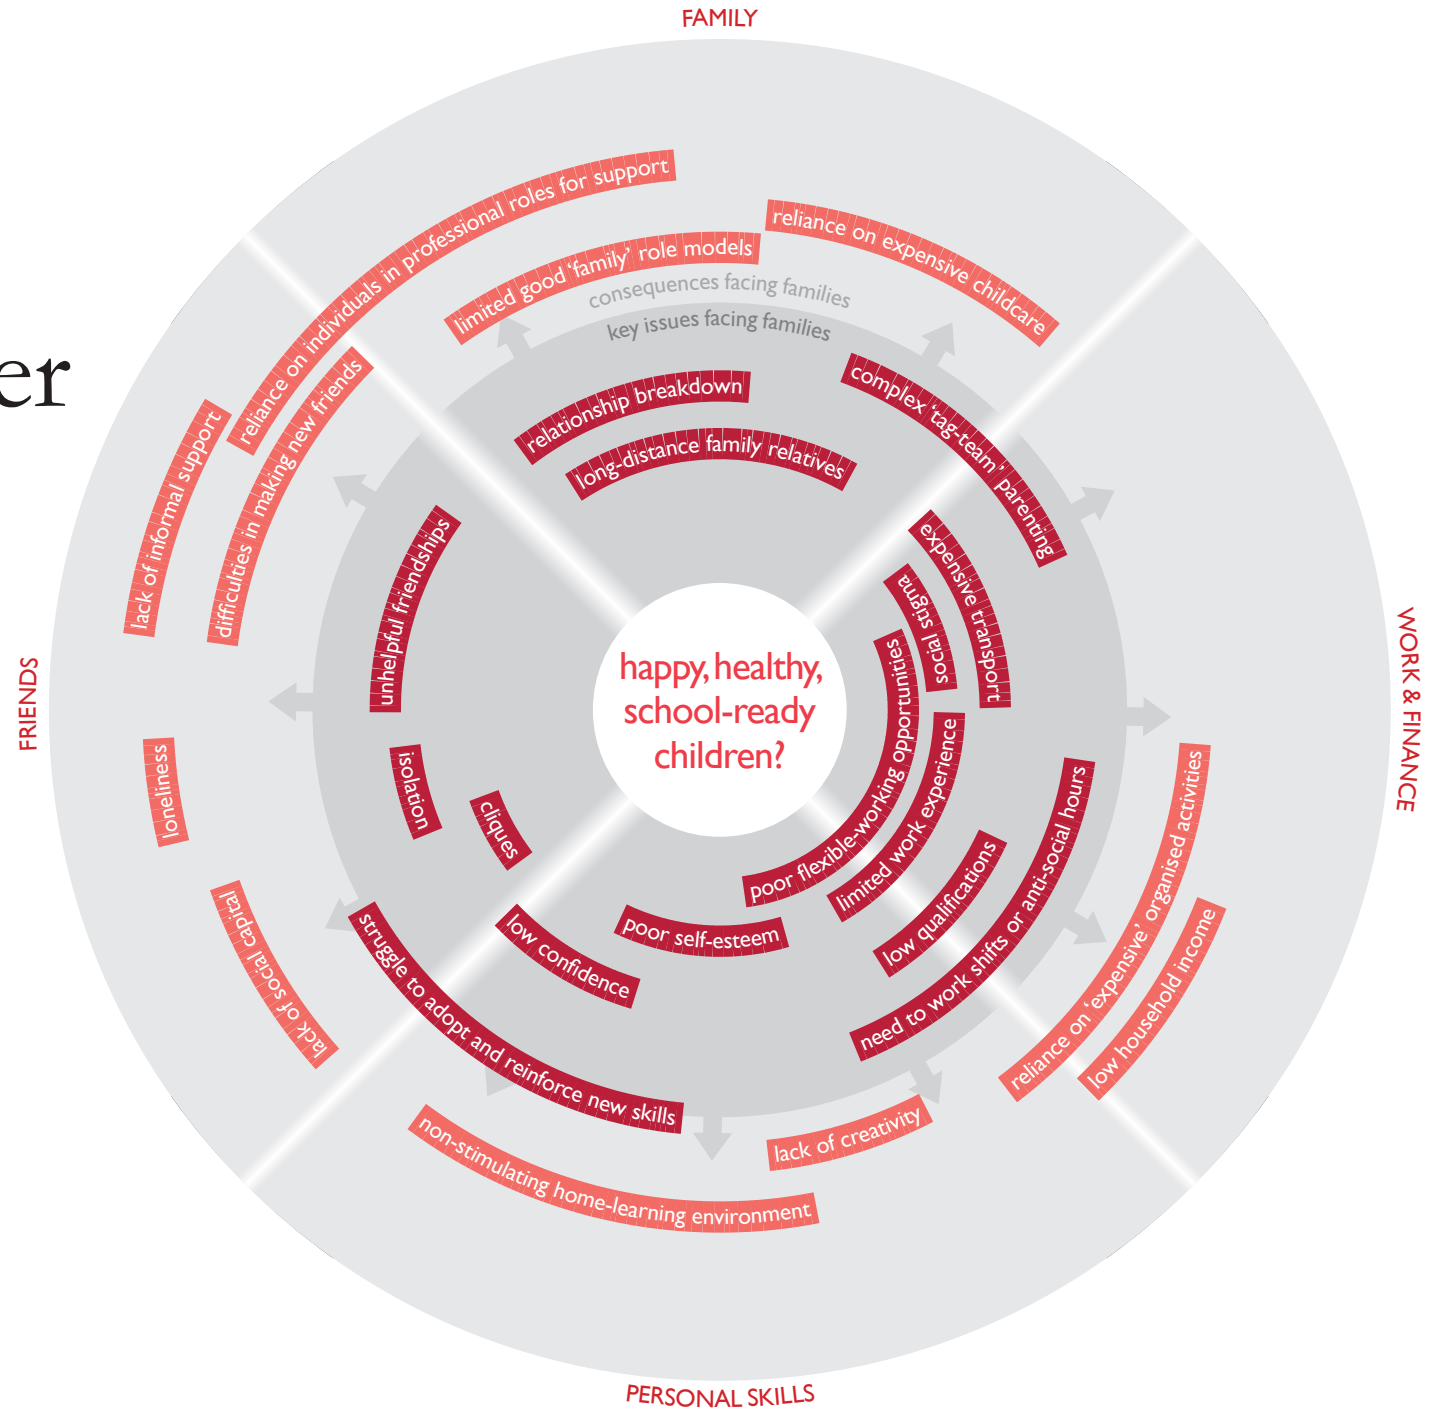 FAMILY
reliance on individuals in professional roles for support
limited good ‘family’ role models
reliance on expensive childcare
consequences facing families
key issues facing families
relationship breakdown
long-distance family relatives
complex ‘tag-team’ parenting
er
lack of informal support
difficulties in making new friends
unhelpful friendships
expensive transport
social stigma
poor flexible-working opportunities
limited work experience
happy, healthy,
school-ready
children?
FRIENDS
WORK & FINANCE
isolation
cliques
loneliness
lack of social capital
low qualifications
need to work shifts or anti-social hours
reliance on ‘expensive’ organised activities
low household income
poor self-esteem
low confidence
struggle to adopt and reinforce new skills
lack of creativity
non-stimulating home-learning environment
PERSONAL SKILLS